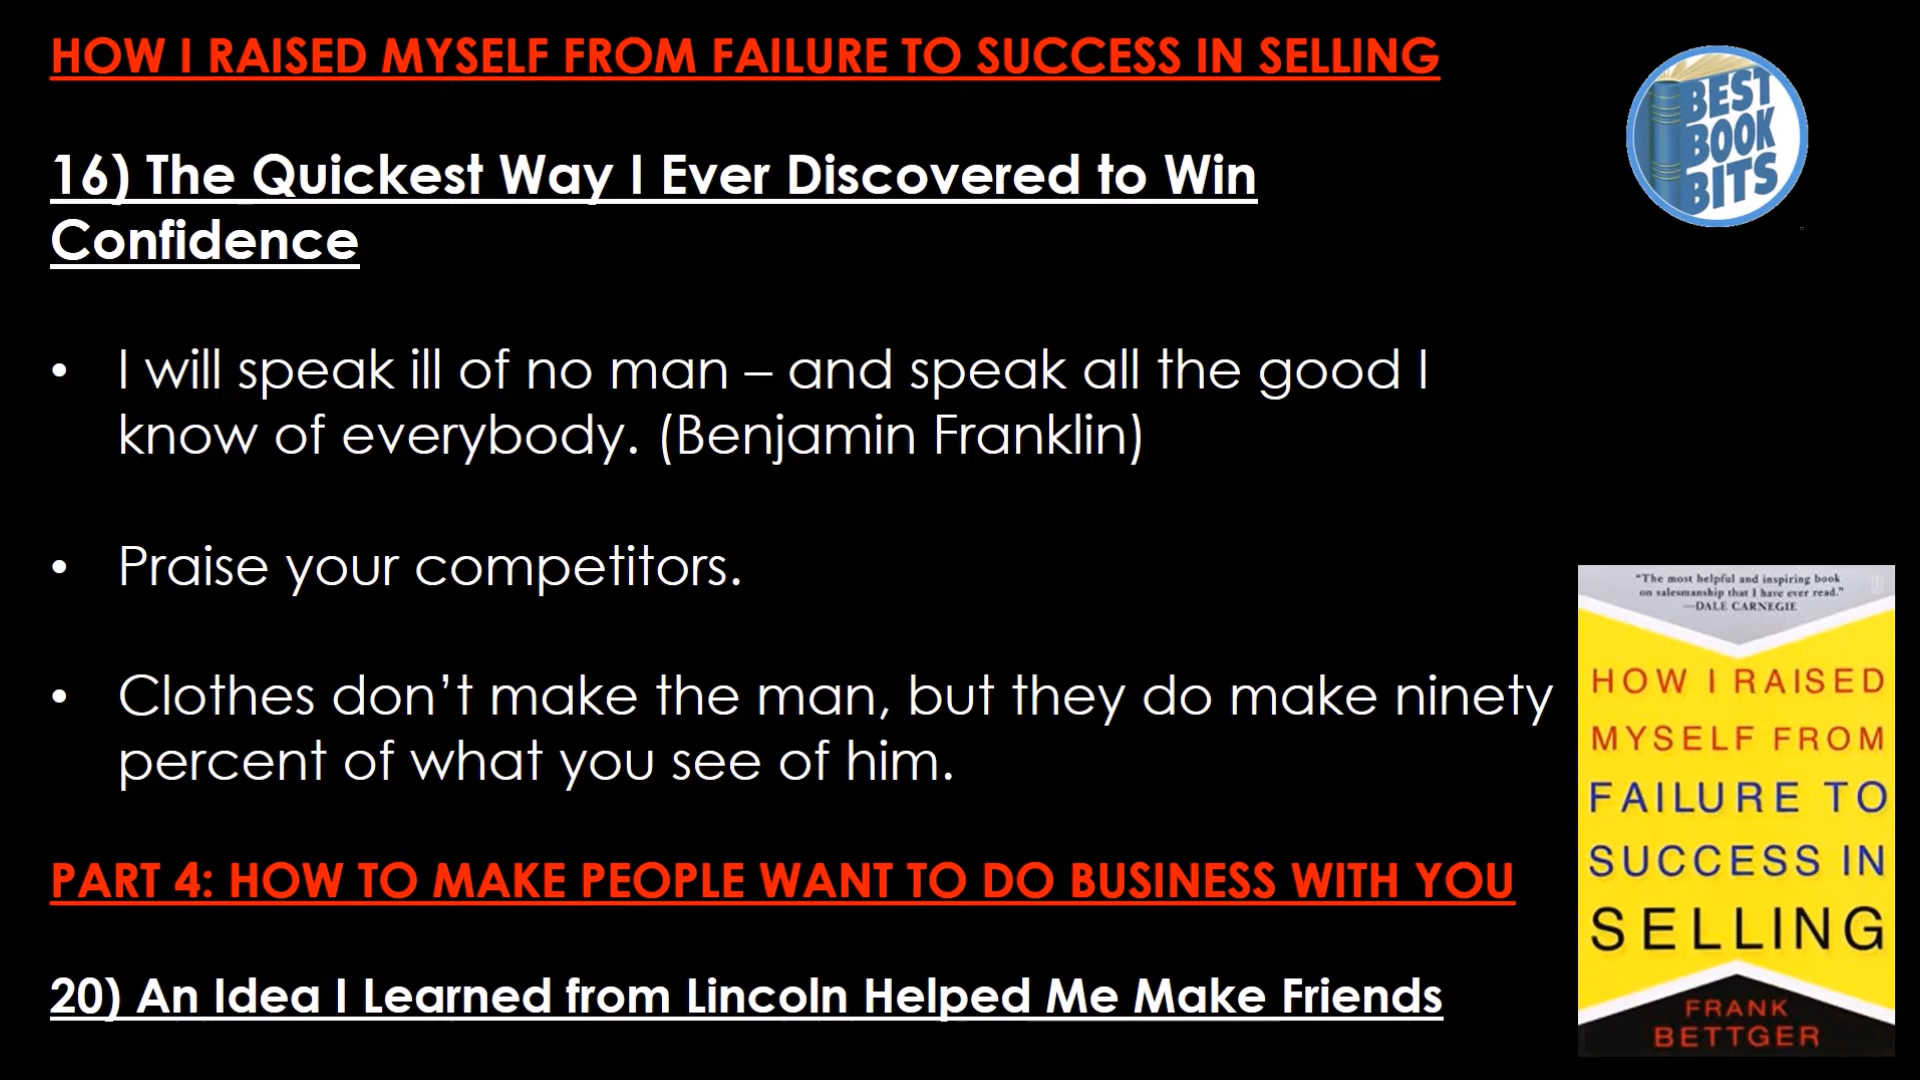 HOW I RAISED MYSELF FROM FAILURE TO SUCCESS IN SELLING
BEST
BOOK
BITS
16) The Quickest Way I Ever Discovered to Win
Confidence
• I will speak ill of no man – and speak all the good I
know of everybody. (Benjamin Franklin)
• Praise your competitors.
• Clothes don’t make the man, but they do make ninety
percent of what you see of him.
PART 4: HOW TO MAKE PEOPLE WANT TO DO BUSINESS WITH YOU
20) An Idea I Learned from Lincoln Helped Me Make Friends
“The most helpful and inspiring book
on salesmanship that I have ever read.”
—DALE CARNEGIE
HOW I RAISED
MYSELF FROM
FAILURE TO
SUCCESS IN
SELLING
FRANK
BETTGER